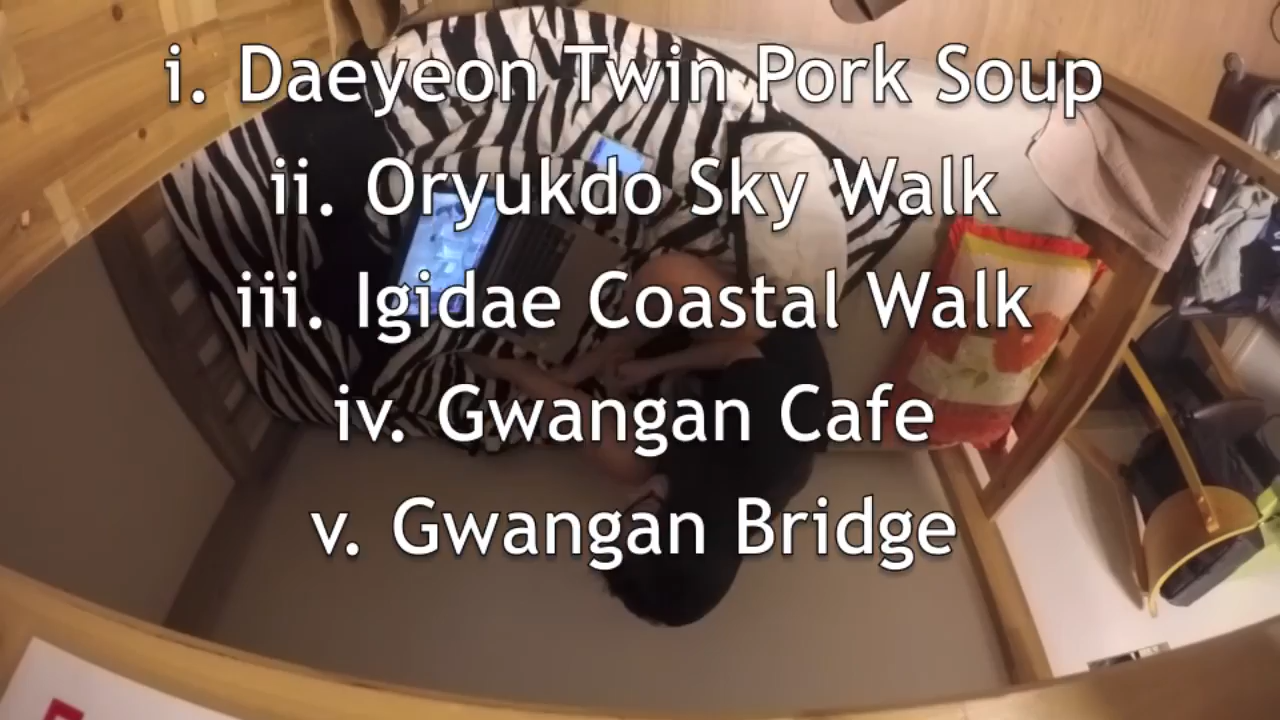 i. Daeyeon Twin Pork Soup
ii. Oryukdo Sky Walk
iii. Igidae Coastal Walk
iv. Gwangan Cafe
v. Gwangan Bridge